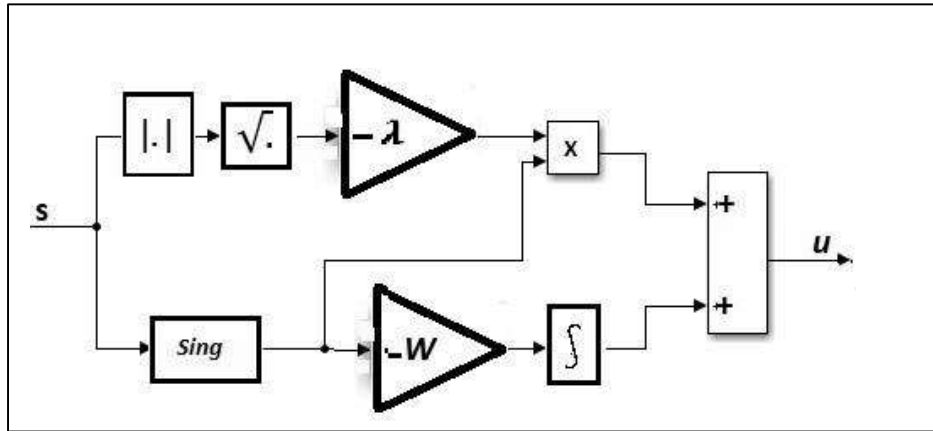 |.|
√.
- λ
x
s
+
u
+
Sing
-W
∫